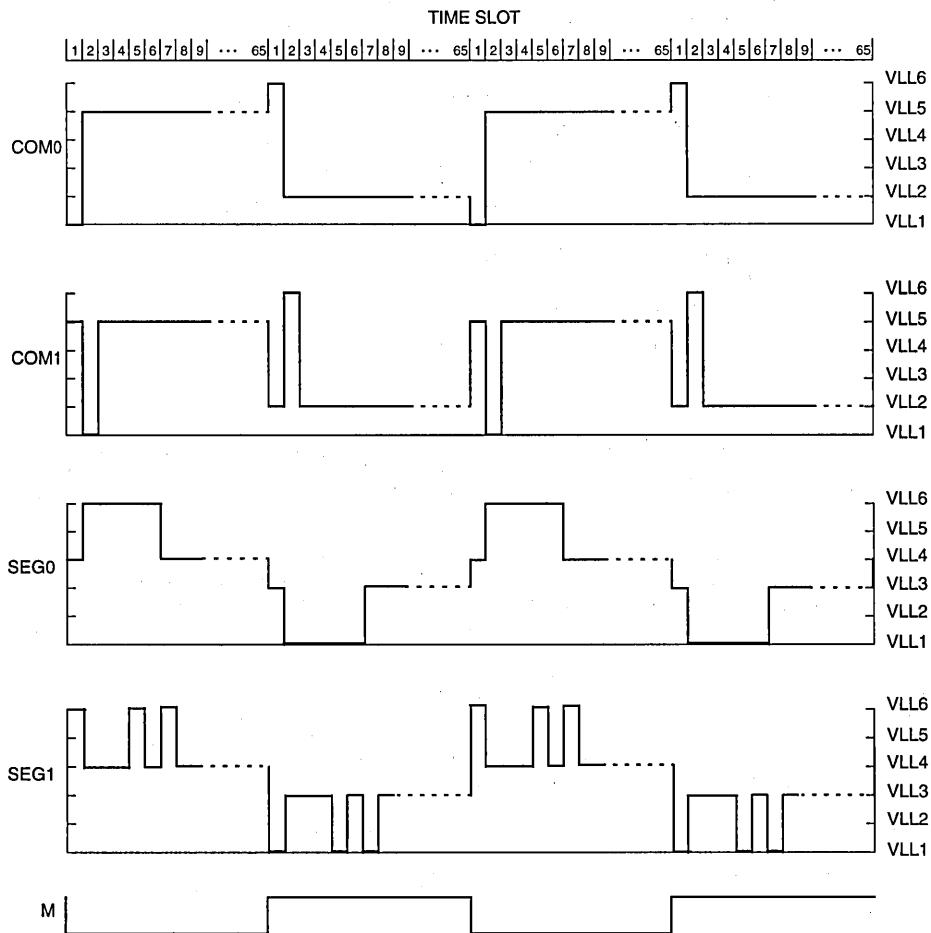 TIME SLOT
1 2 3 4 5 6 7 8 9 ... 65 1 2 3 4 5 6 7 8 9 ... 65 1 2 3 4 5 6 7 8 9 ... 65 1 2 3 4 5 6 7 8 9 ... 65
COM0
VLL6
VLL5
VLL4
VLL3
VLL2
VLL1
COM1
VLL6
VLL5
VLL4
VLL3
VLL2
VLL1
SEG0
VLL6
VLL5
VLL4
VLL3
VLL2
VLL1
SEG1
VLL6
VLL5
VLL4
VLL3
VLL2
VLL1
M